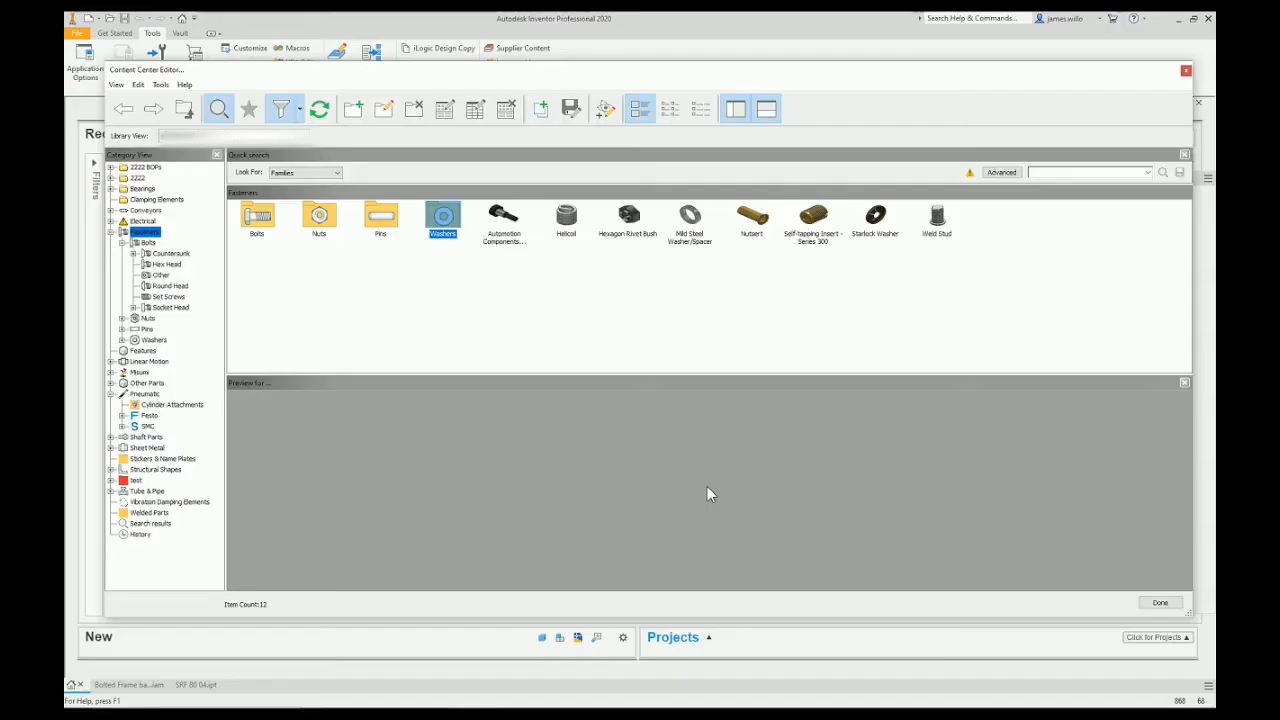 Autodesk Inventor Professional 2020
Search Help & Commands...
james.willo
File
Get Started
Tools
Vault
Customize
Macros
iLogic Design Copy
Supplier Content
Application
Options
Content Center Editor...
View
Edit
Tools
Help
Library View:
Category View
Quick search
Look For:
Families
Advanced
Filters
2222 BOPs
2222
Bearings
Clamping Elements
Conveyors
Electrical
Fasteners
Bolts
Countersunk
Hex Head
Other
Round Head
Set Screws
Socket Head
Nuts
Pins
Washers
Features
Linear Motion
Misumi
Other Parts
Pneumatic
Cylinder Attachments
Festo
SMC
Shaft Parts
Sheet Metal
Stickers & Name Plates
Structural Shapes
test
Tube & Pipe
Vibration Damping Elements
Welded Parts
Search results
History
Fasteners
Bolts
Nuts
Pins
Washers
Automotion
Components...
Helicoil
Hexagon Rivet Bush
Mild Steel
Washer/Spacer
Nutsert
Self-tapping Insert -
Series 300
Starlock Washer
Weld Stud
Preview for ...
Item Count:12
Done
New
Projects
Click for Projects
Bolted Frame ba...iam
SRF 80 04.ipt
For Help, press F1
868
68